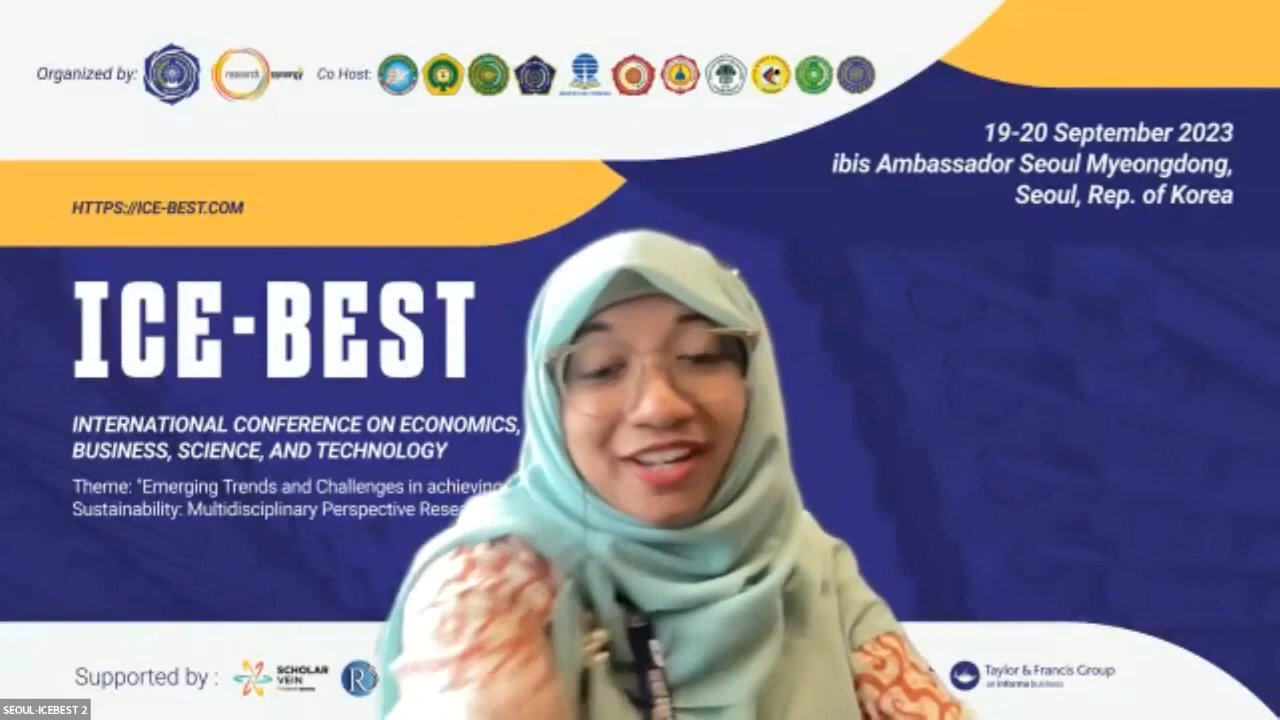 Organized by:
research synergy
Co Host:
19-20 September 2023
ibis Ambassador Seoul Myeongdong,
Seoul, Rep. of Korea
HTTPS://ICE-BEST.COM
ICE-BEST
INTERNATIONAL CONFERENCE ON ECONOMICS,
BUSINESS, SCIENCE, AND TECHNOLOGY
Theme: "Emerging Trends and Challenges in achieving
Sustainability: Multidisciplinary Perspective
Supported by :
SCHOLAR
VEIN
R
Taylor & Francis Group
an informa business
SEOUL-ICEBEST 2